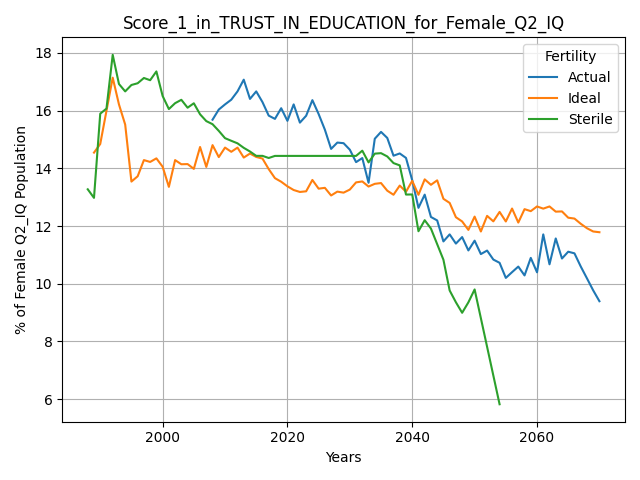 Score_1_in_TRUST_IN_EDUCATION_for_Female_Q2_IQ
Fertility
Actual
Ideal
Sterile
% of Female Q2_IQ Population
18
16
14
12
10
8
6
2000
2020
2040
2060
Years